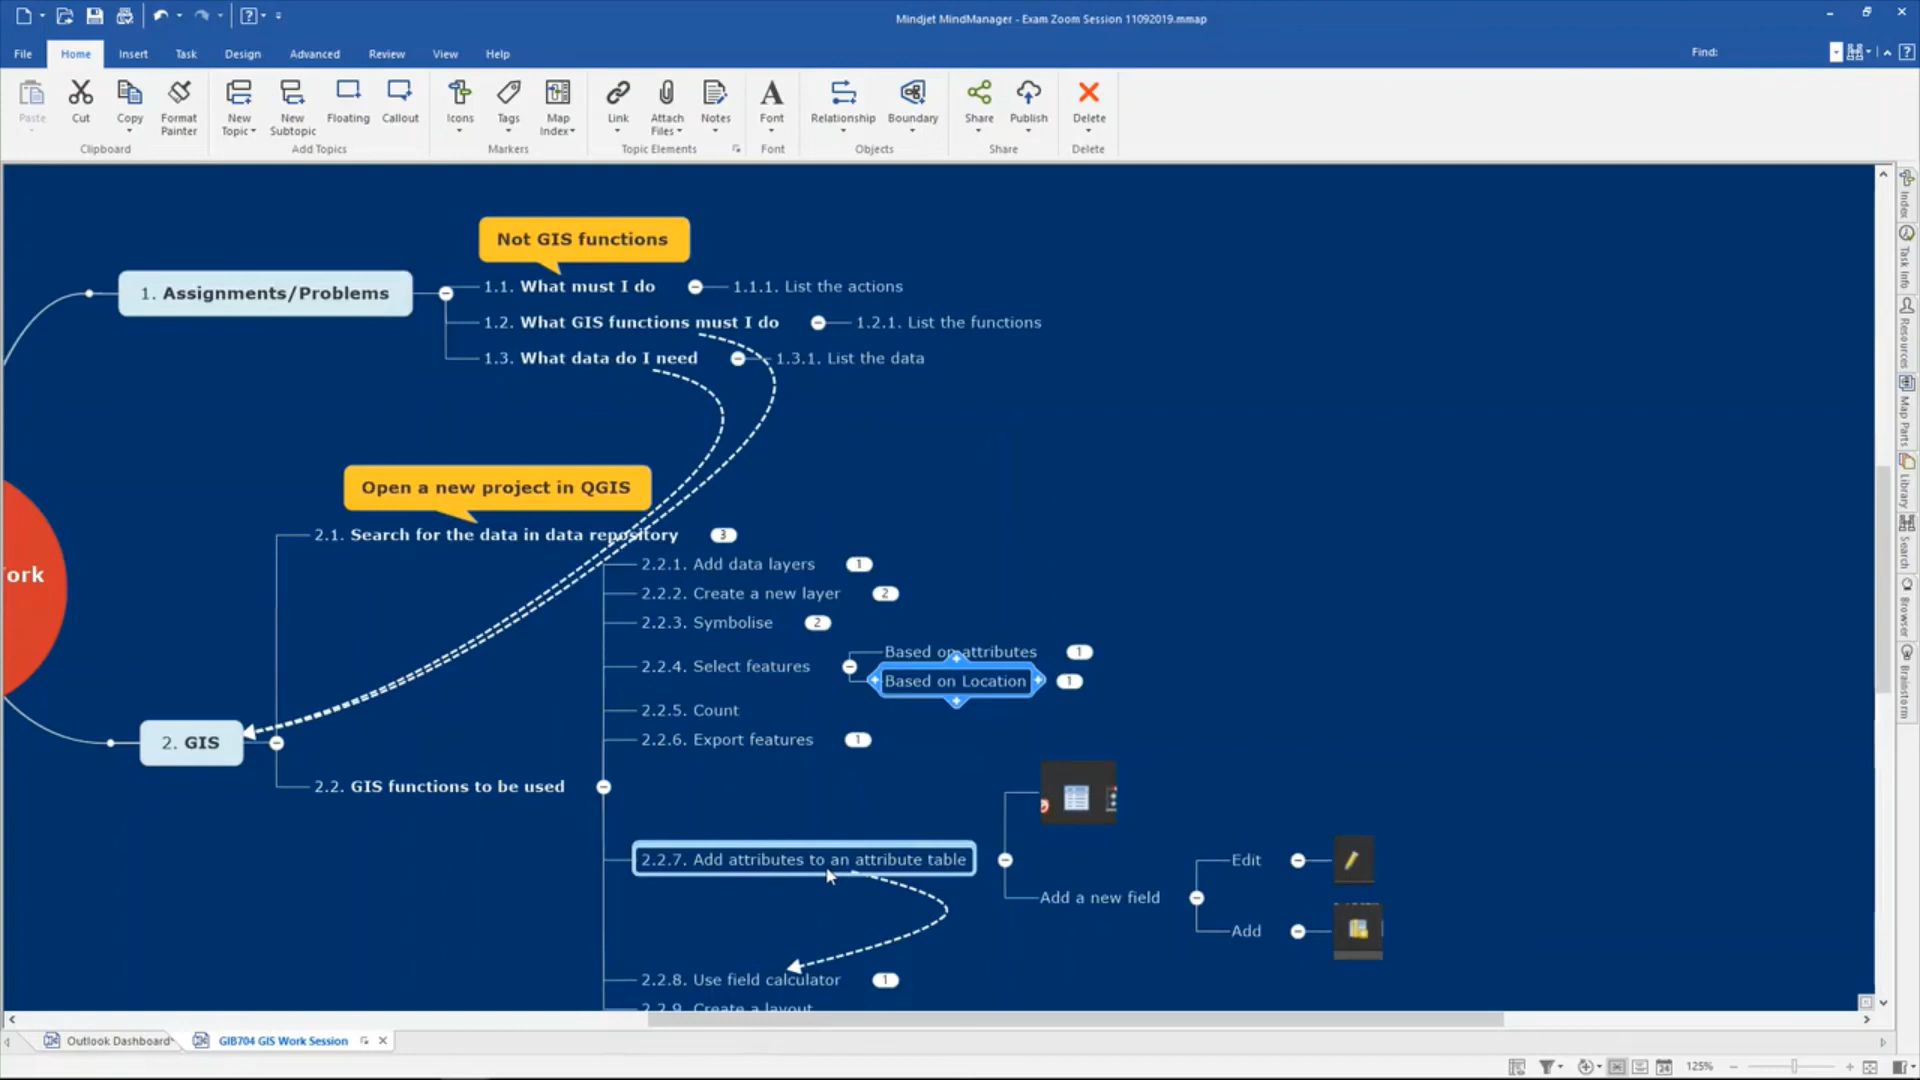 Mindjet MindManager - Exam Zoom Session 11092019.mmap
File Home Insert Task Design Advanced Review View Help Find:
Paste Cut Copy Format Painter
New Topic New Subtopic Floating Callout
Icons Tags Map Index
Link Attach Files Notes
Font
Relationship Boundary
Share Publish
Delete
Clipboard Add Topics Markers Topic Elements Font Objects Share Delete
Not GIS functions
1. Assignments/Problems
1.1. What must I do
1.1.1. List the actions
1.2. What GIS functions must I do
1.2.1. List the functions
1.3. What data do I need
1.3.1. List the data
Open a new project in QGIS
2.1. Search for the data in data repository 3
ork
2. GIS
2.2. GIS functions to be used
2.2.1. Add data layers 1
2.2.2. Create a new layer 2
2.2.3. Symbolise 2
2.2.4. Select features
Based on attributes 1
Based on Location 1
2.2.5. Count
2.2.6. Export features 1
2.2.7. Add attributes to an attribute table
Add a new field
Edit
Add
2.2.8. Use field calculator 1
2.2.9. Create a layout
Index
Task Info
Resources
Map Parts
Library
Search
Browser
Brainstorm
Outlook Dashboard
GIB704 GIS Work Session
125%